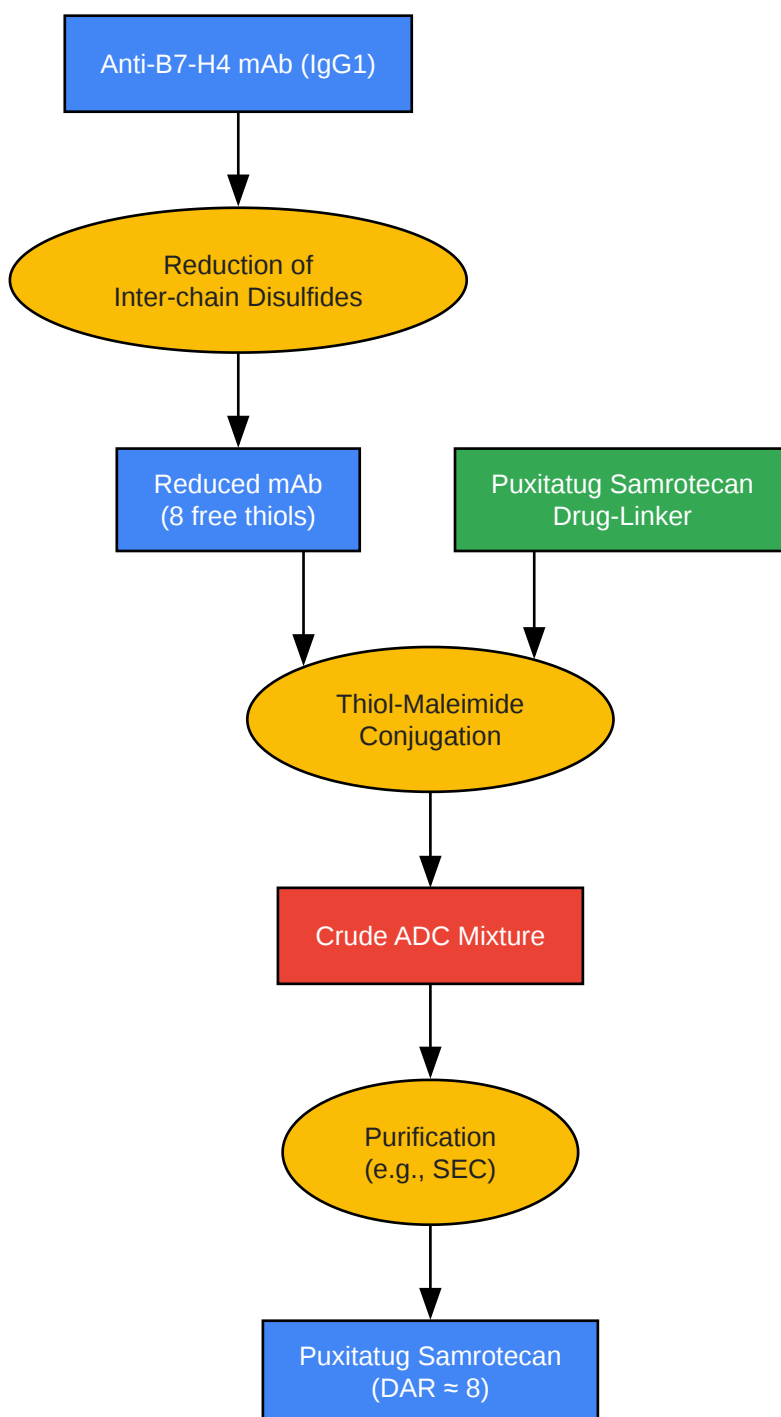 Anti-B7-H4 mAb (IgG1)
Reduction of
Inter-chain Disulfides
Reduced mAb
(8 free thiols)
Puxitatug Samrotecan
Drug-Linker
Thiol-Maleimide
Conjugation
Crude ADC Mixture
Purification
(e.g., SEC)
Puxitatug Samrotecan
(DAR ≈ 8)